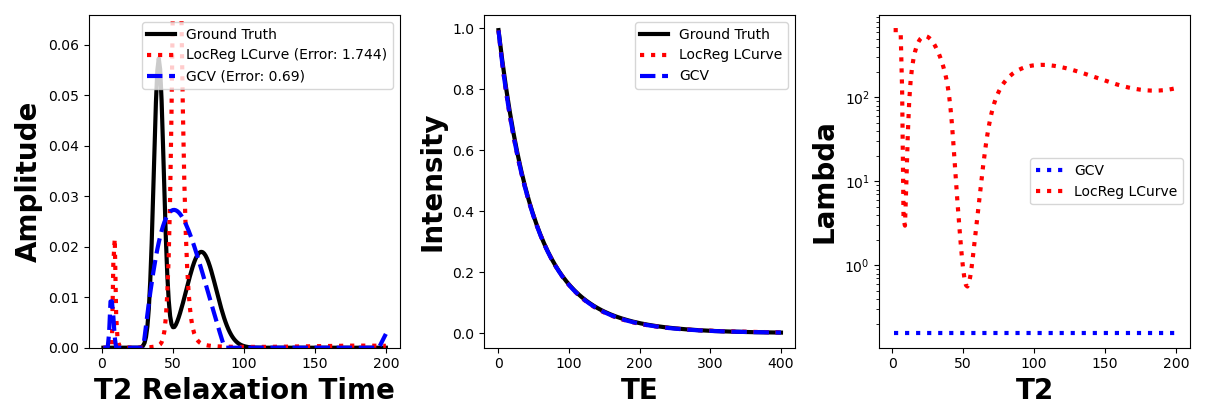 Amplitude
0.06
0.05
0.04
0.03
0.02
0.01
0.00
0
50
100
150
200
T2 Relaxation Time
Ground Truth
LocReg LCurve (Error: 1.744)
GCV (Error: 0.69)
Intensity
1.0
0.8
0.6
0.4
0.2
0.0
0
100
200
300
400
TE
Ground Truth
LocReg LCurve
GCV
Lambda
10²
10¹
10⁰
0
50
100
150
200
T2
GCV
LocReg LCurve